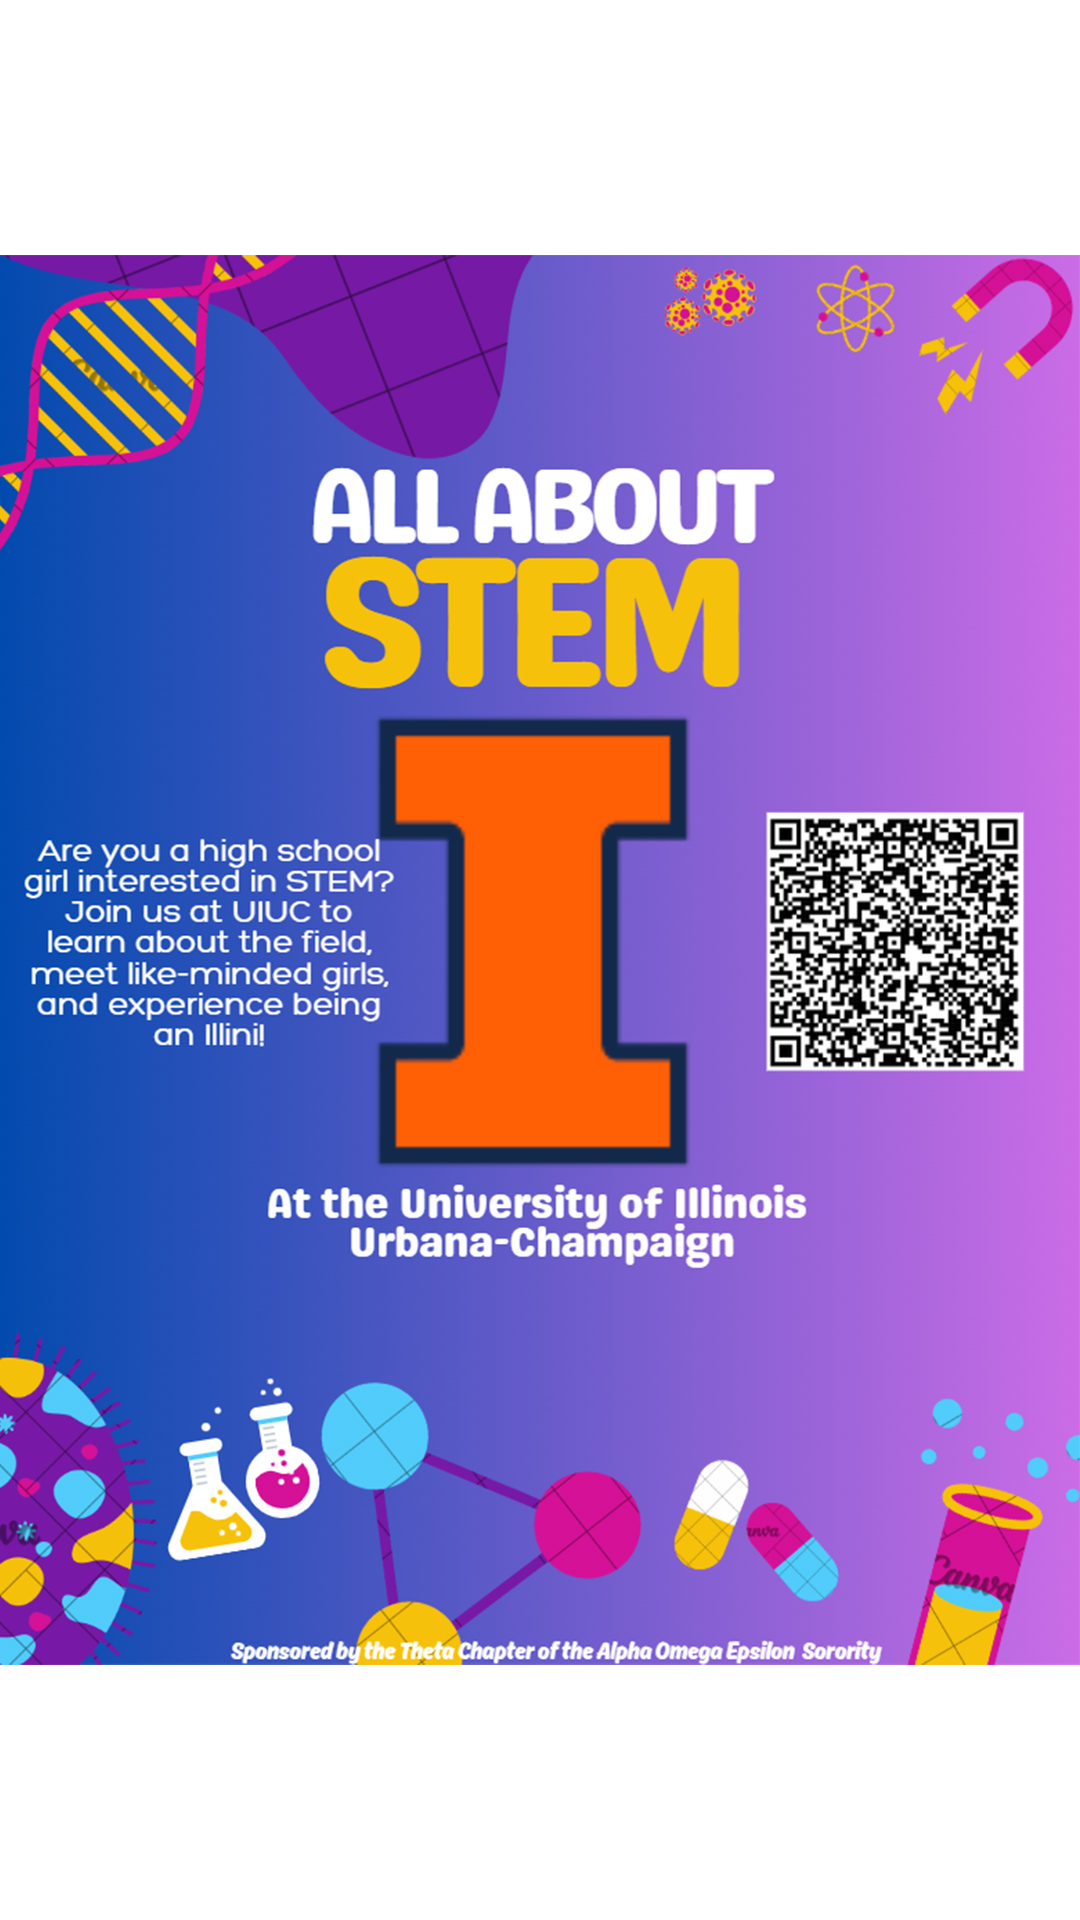 ALL ABOUT
STEM
Are you a high school
girl interested in STEM?
Join us at UIUC to
learn about the field,
meet like-minded girls,
and experience being
an Illini!
I
At the University of Illinois
Urbana-Champaign
Canva
Sponsored by the Theta Chapter of the Alpha Omega Epsilon Sorority